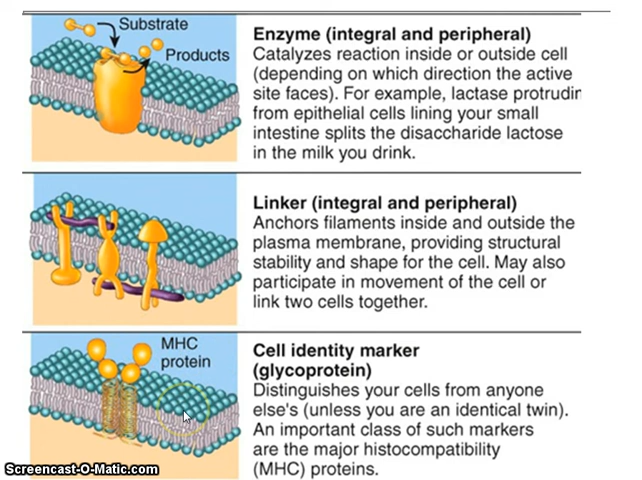 Substrate
Products
Enzyme (integral and peripheral)
Catalyzes reaction inside or outside cell
(depending on which direction the active
site faces). For example, lactase protrudin
from epithelial cells lining your small
intestine splits the disaccharide lactose
in the milk you drink.
Linker (integral and peripheral)
Anchors filaments inside and outside the
plasma membrane, providing structural
stability and shape for the cell. May also
participate in movement of the cell or
link two cells together.
MHC
protein
Cell identity marker
(glycoprotein)
Distinguishes your cells from anyone
else's (unless you are an identical twin).
An important class of such markers
are the major histocompatibility
(MHC) proteins.
Screencast-O-Matic.com